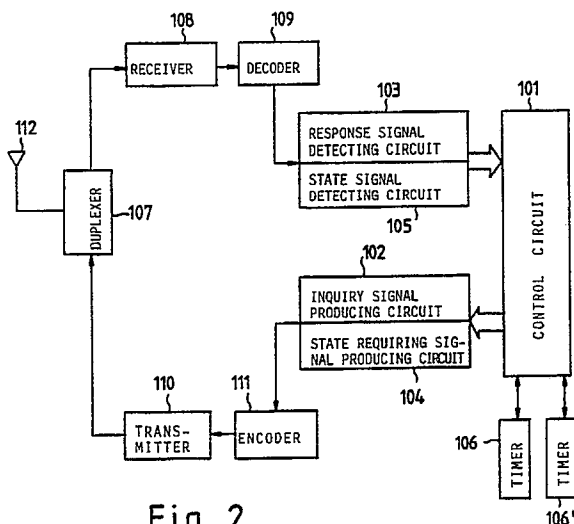 108
109
RECEIVER
DECODER
103
101
112
RESPONSE SIGNAL
DETECTING CIRCUIT
STATE SIGNAL
DETECTING CIRCUIT
105
DUPLEXER
107
CONTROL CIRCUIT
102
INQUIRY SIGNAL
PRODUCING CIRCUIT
STATE REQUIRING SIG-
NAL PRODUCING CIRCUIT
104
110
111
TRANS-
MITTER
ENCODER
106
TIMER
TIMER
106'
Fig. 2